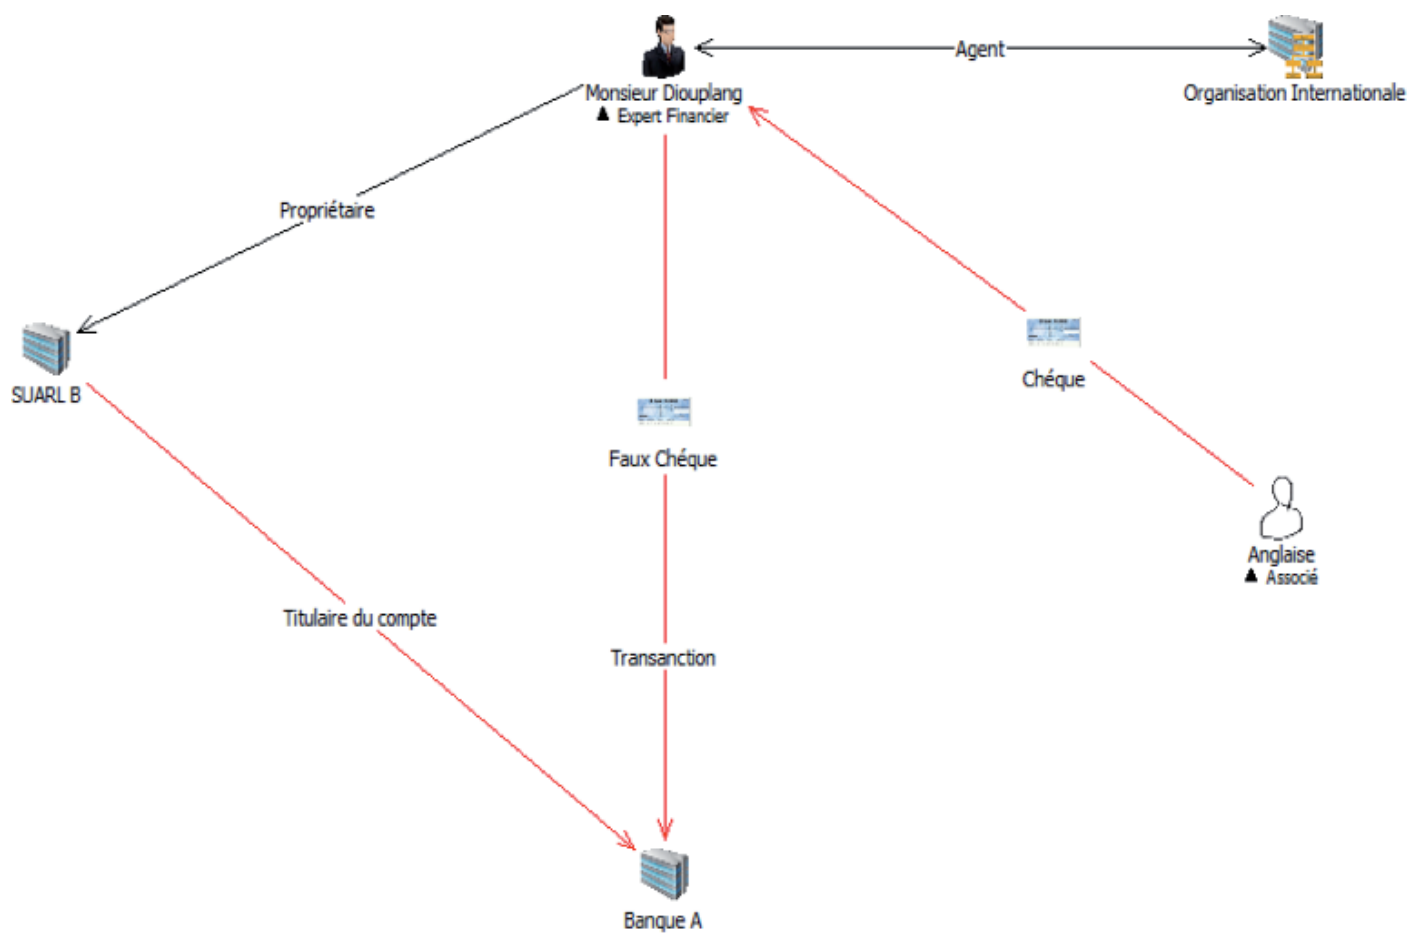 Agent
Monsieur Diouplang
Expert Financier
Organisation Internationale
Propriétaire
SUARL B
Chéque
Faux Chéque
Anglaise
Associé
Titulaire du compte
Transanction
Banque A